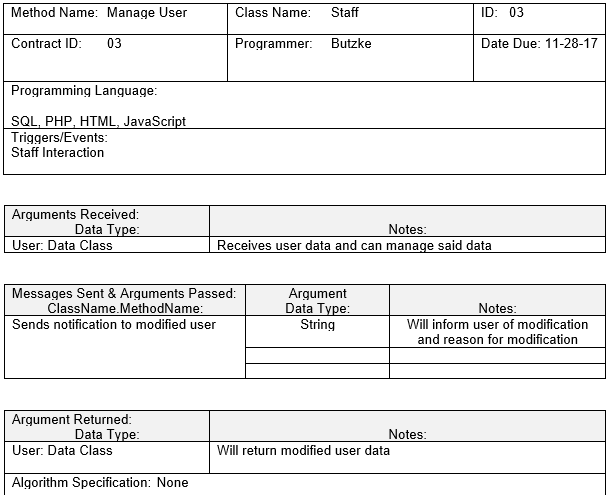 Method Name: Manage User Class Name: Staff ID: 03
Contract ID: 03 Programmer: Butzke Date Due: 11-28-17
Programming Language:
SQL, PHP, HTML, JavaScript
Triggers/Events:
Staff Interaction
Arguments Received:
Data Type: Notes:
User: Data Class Receives user data and can manage said data
Messages Sent & Arguments Passed: Argument
ClassName.MethodName: Data Type: Notes:
Sends notification to modified user String Will inform user of modification
and reason for modification
Argument Returned:
Data Type: Notes:
User: Data Class Will return modified user data
Algorithm Specification: None